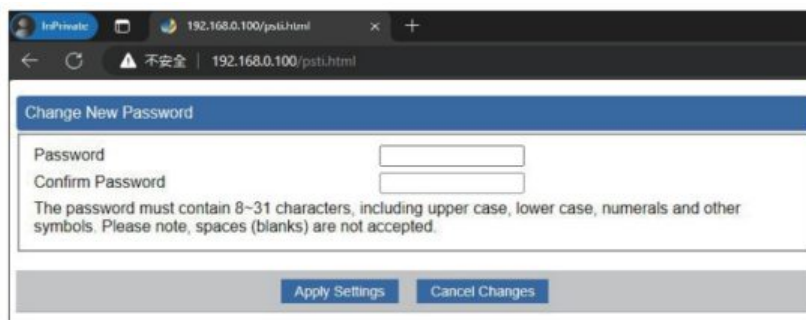 InPrivate
192.168.0.100/psti.html
不安全 | 192.168.0.100/psti.html
Change New Password
Password
Confirm Password
The password must contain 8~31 characters, including upper case, lower case, numerals and other
symbols. Please note, spaces (blanks) are not accepted.
Apply Settings
Cancel Changes